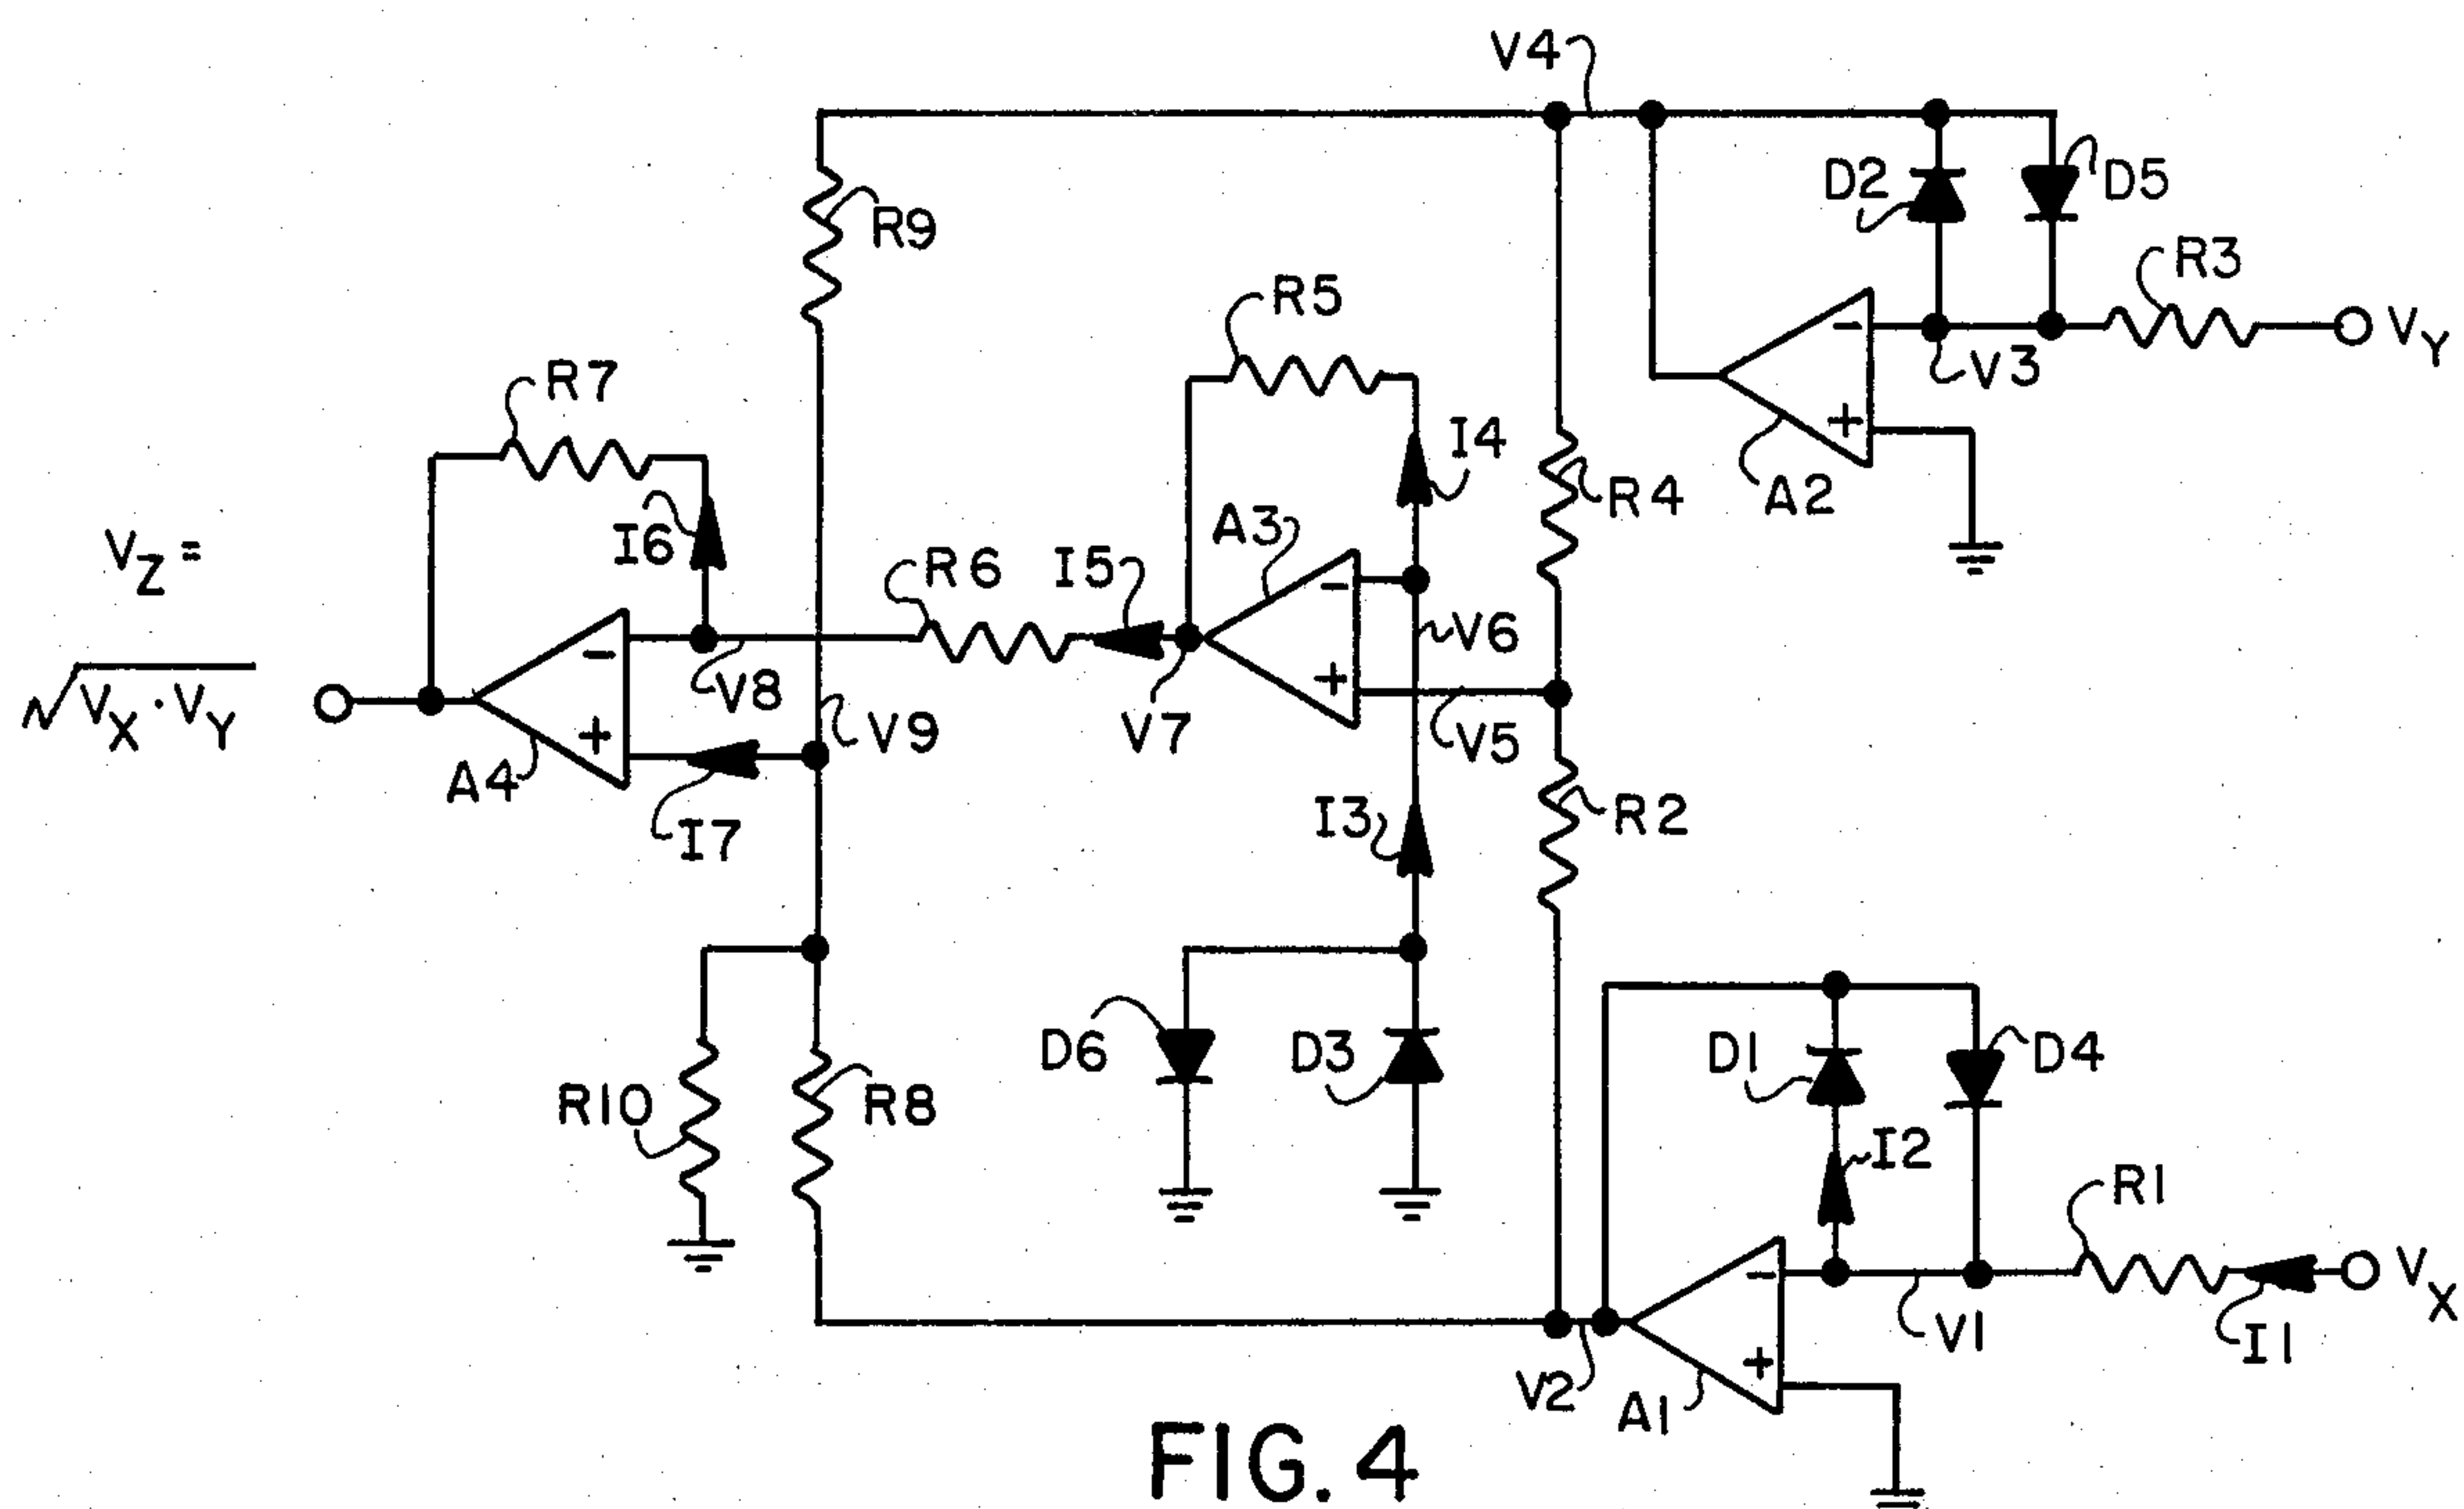 V4
D2
D5
R9
R3
VY
R5
V3
R7
I4
R4
A2
A3
VZ =
I6
R6
I5
V6
√VX · VY
V8
V9
V7
V5
A4
I7
I3
R2
D6
D3
D1
D4
R10
R8
I2
R1
VX
V1
I1
V2
A1
FIG. 4